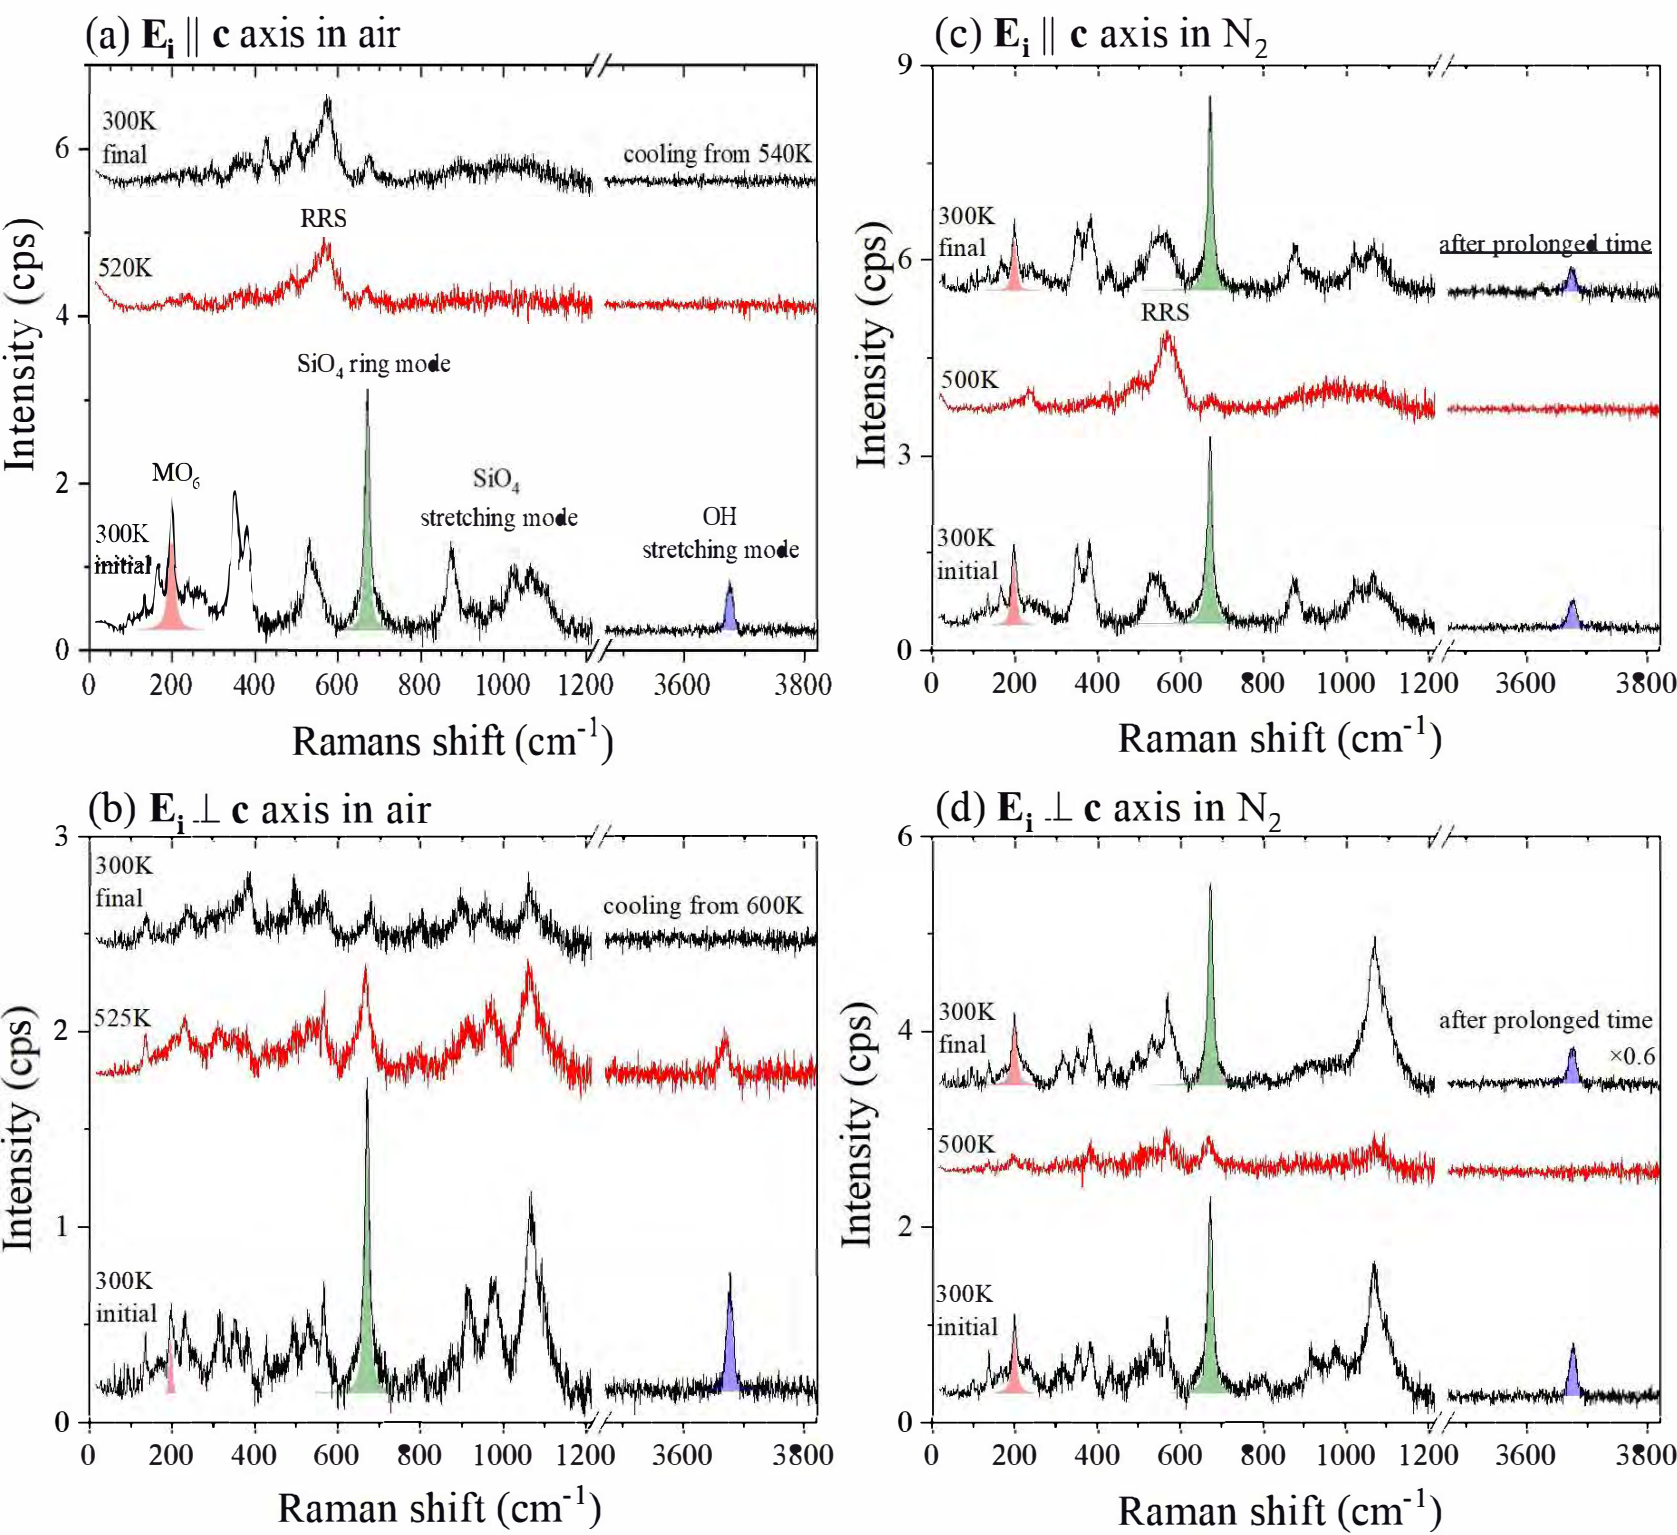 (a) Ei || c axis in air
300K
final
cooling from 540K
RRS
520K
SiO4 ring mode
MO6
SiO4
stretching mode
OH
stretching mode
300K
initial
0 2 4 6
0 200 400 600 800 1000 1200 3600 3800
Intensity (cps)
Ramans shift (cm-1)
(c) Ei || c axis in N2
300K
final
after prolonged time
RRS
500K
300K
initial
0 3 6 9
0 200 400 600 800 1000 1200 3600 3800
Intensity (cps)
Raman shift (cm-1)
(b) Ei ⊥ c axis in air
300K
final
cooling from 600K
525K
300K
initial
0 1 2 3
0 200 400 600 800 1000 1200 3600 3800
Intensity (cps)
Raman shift (cm-1)
(d) Ei ⊥ c axis in N2
300K
final
after prolonged time
×0.6
500K
300K
initial
0 2 4 6
0 200 400 600 800 1000 1200 3600 3800
Intensity (cps)
Raman shift (cm-1)